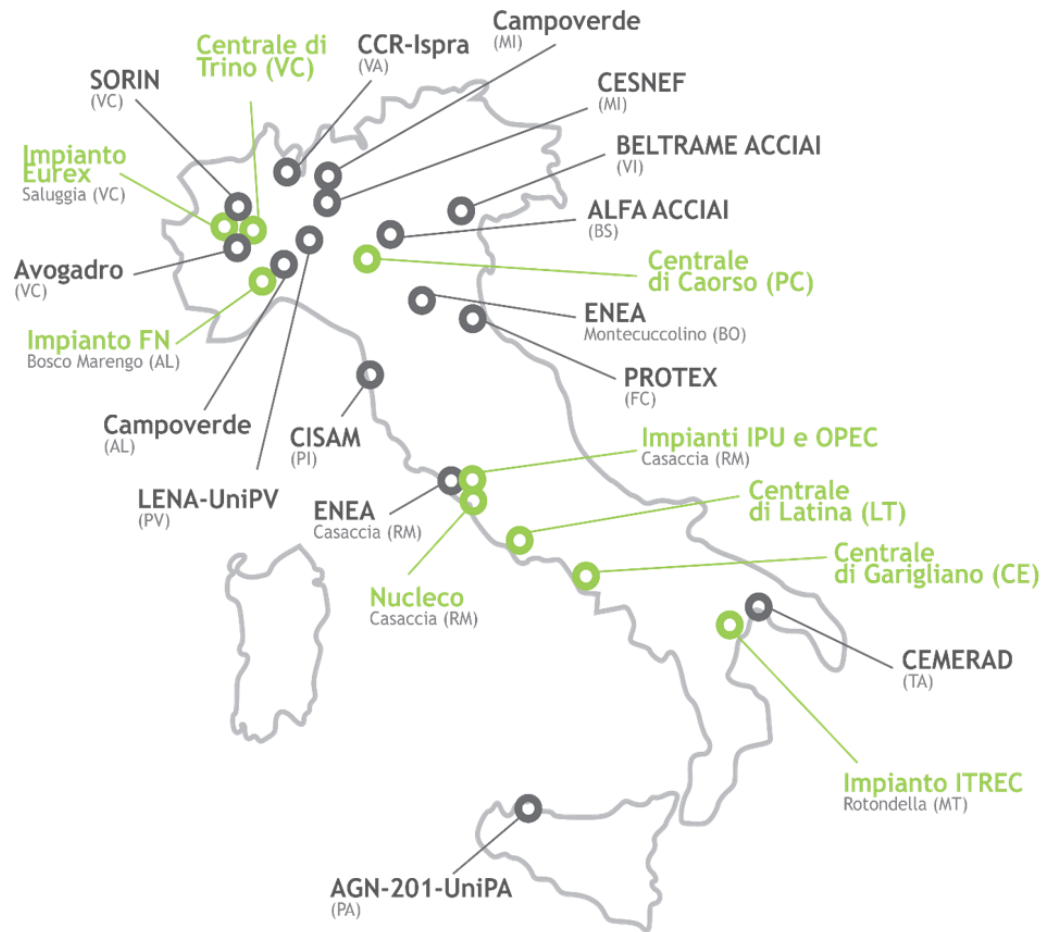 Campoverde
(MI)
Centrale di
Trino (VC)
CCR-Ispra
(VA)
SORIN
(VC)
CESNEF
(MI)
Impianto
Eurex
Saluggia (VC)
BELTRAME ACCIAI
(VI)
ALFA ACCIAI
(BS)
Avogadro
(VC)
Centrale
di Caorso (PC)
Impianto FN
Bosco Marengo (AL)
ENEA
Montecuccolino (BO)
PROTEX
(FC)
Campoverde
(AL)
CISAM
(PI)
Impianti IPU e OPEC
Casaccia (RM)
LENA-UniPV
(PV)
ENEA
Casaccia (RM)
Centrale
di Latina (LT)
Centrale
di Garigliano (CE)
Nucleco
Casaccia (RM)
CEMERAD
(TA)
Impianto ITREC
Rotondella (MT)
AGN-201-UniPA
(PA)